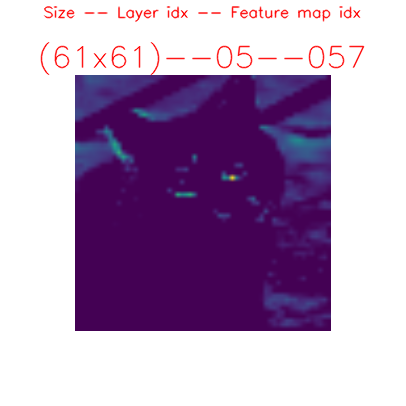 Size -- Layer idx -- Feature map idx
(61x61)--05--057